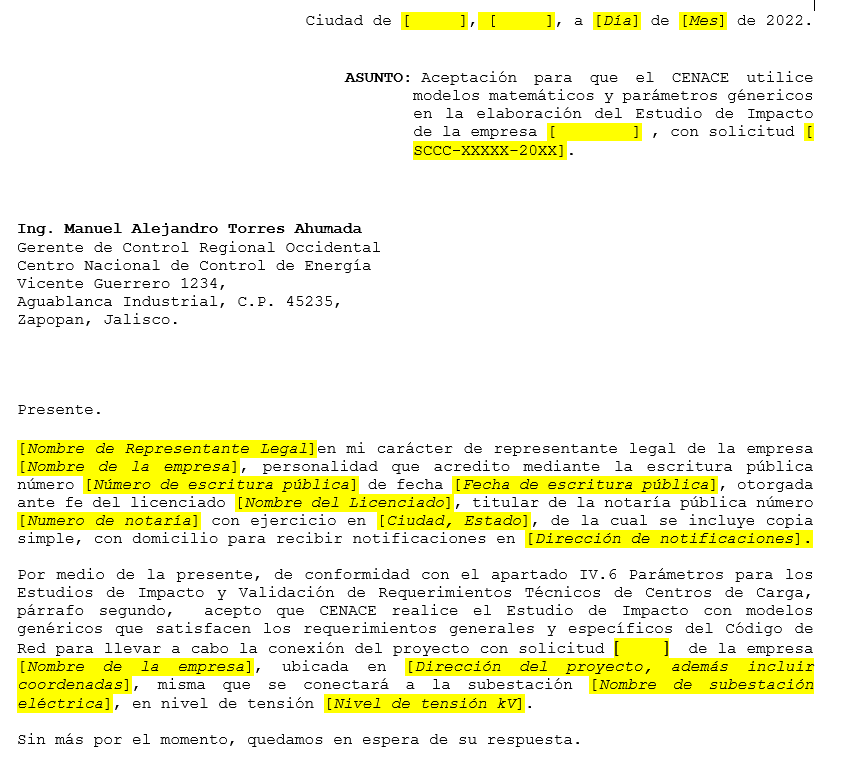 Ciudad de [ ], [ ], a [Día] de [Mes] de 2022.
ASUNTO: Aceptación para que el CENACE utilice
modelos matemáticos y parámetros génericos
en la elaboración del Estudio de Impacto
de la empresa [ ] , con solicitud [
SCCC-XXXXX-20XX].
Ing. Manuel Alejandro Torres Ahumada
Gerente de Control Regional Occidental
Centro Nacional de Control de Energía
Vicente Guerrero 1234,
Aguablanca Industrial, C.P. 45235,
Zapopan, Jalisco.
Presente.
[Nombre de Representante Legal]en mi carácter de representante legal de la empresa
[Nombre de la empresa], personalidad que acredito mediante la escritura pública
número [Número de escritura pública] de fecha [Fecha de escritura pública], otorgada
ante fe del licenciado [Nombre del Licenciado], titular de la notaría pública número
[Numero de notaría] con ejercicio en [Ciudad, Estado], de la cual se incluye copia
simple, con domicilio para recibir notificaciones en [Dirección de notificaciones].
Por medio de la presente, de conformidad con el apartado IV.6 Parámetros para los
Estudios de Impacto y Validación de Requerimientos Técnicos de Centros de Carga,
párrafo segundo, acepto que CENACE realice el Estudio de Impacto con modelos
genéricos que satisfacen los requerimientos generales y específicos del Código de
Red para llevar a cabo la conexión del proyecto con solicitud [ ] de la empresa
[Nombre de la empresa], ubicada en [Dirección del proyecto, además incluir
coordenadas], misma que se conectará a la subestación [Nombre de subestación
eléctrica], en nivel de tensión [Nivel de tensión kV].
Sin más por el momento, quedamos en espera de su respuesta.